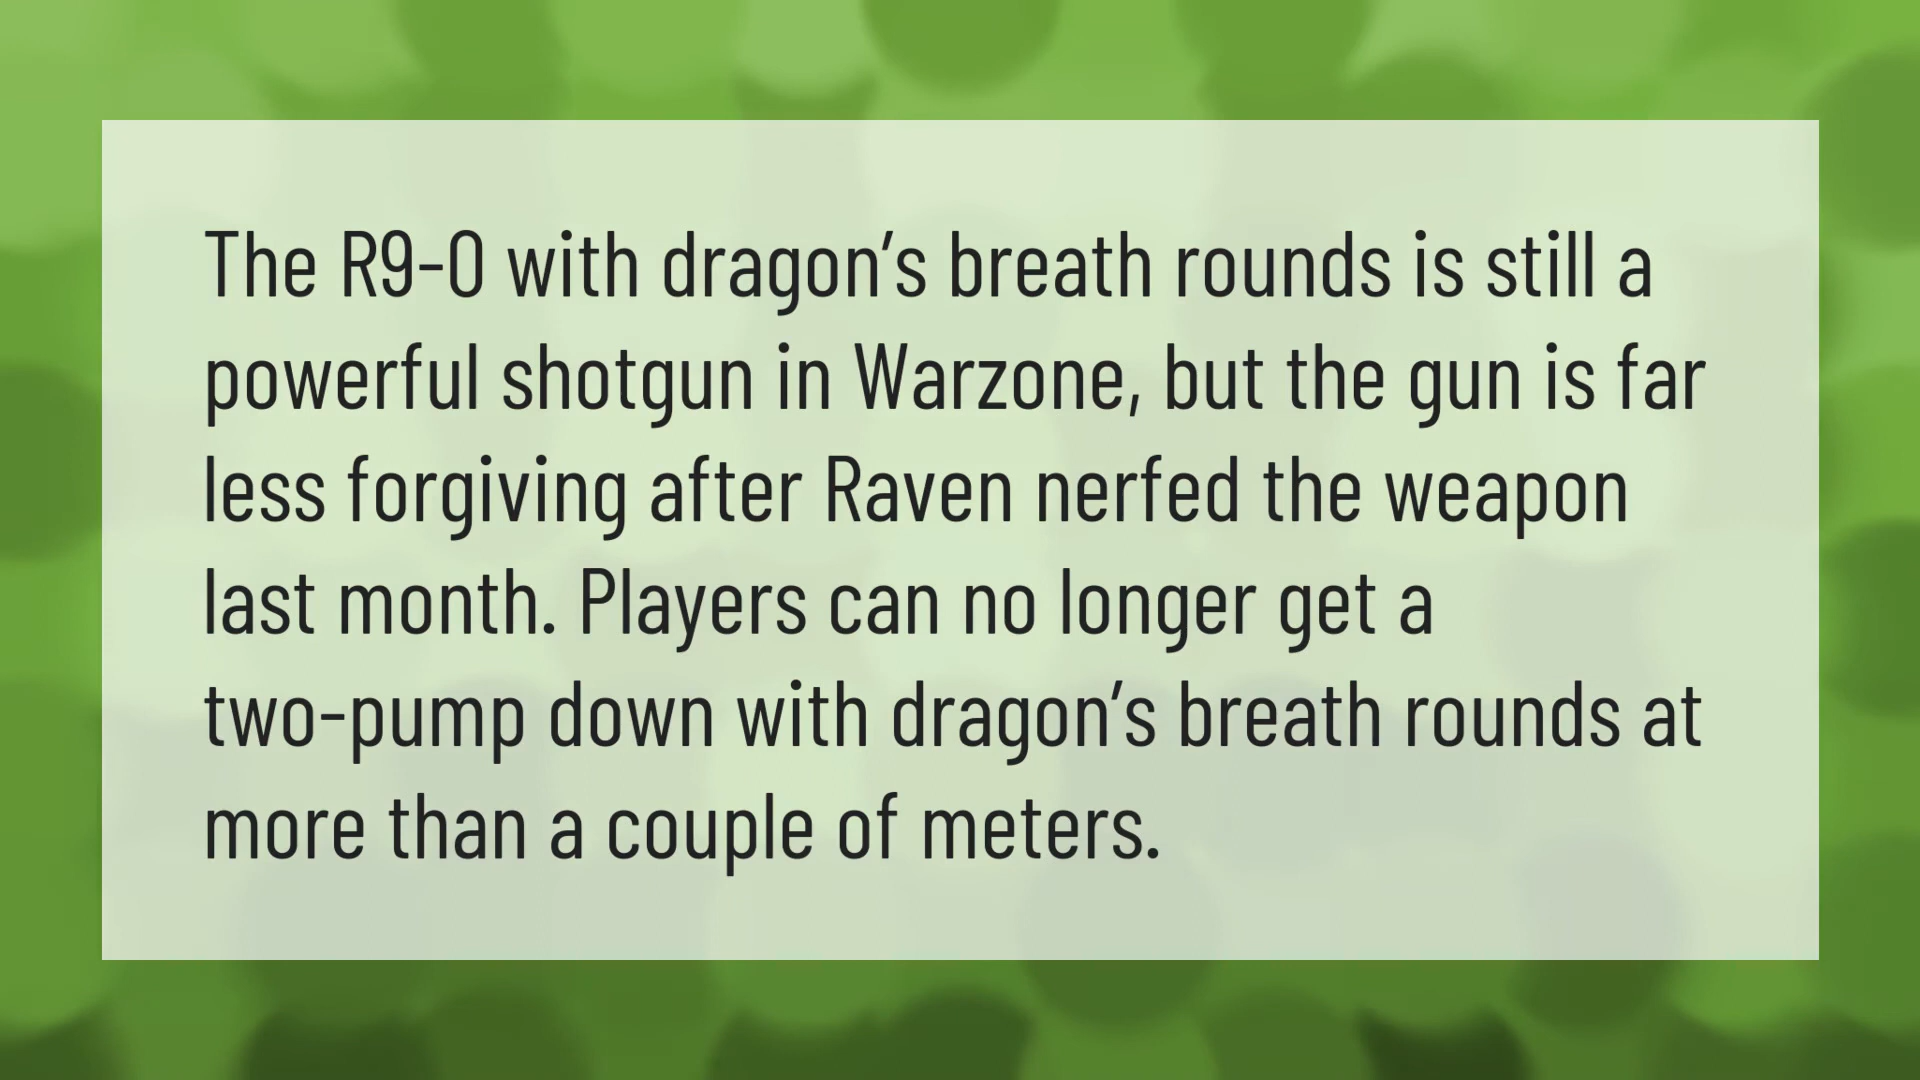 The R9-0 with dragon’s breath rounds is still a
powerful shotgun in Warzone, but the gun is far
less forgiving after Raven nerfed the weapon
last month. Players can no longer get a
two-pump down with dragon’s breath rounds at
more than a couple of meters.